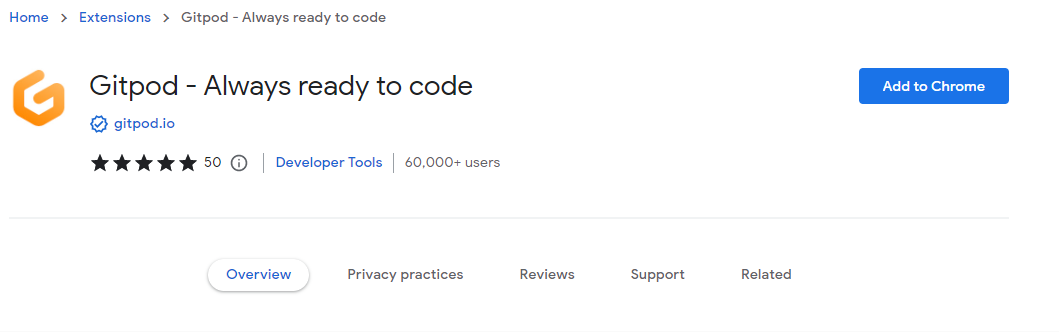 Home > Extensions > Gitpod - Always ready to code
Gitpod - Always ready to code
Add to Chrome
gitpod.io
50 Developer Tools 60,000+ users
Overview Privacy practices Reviews Support Related